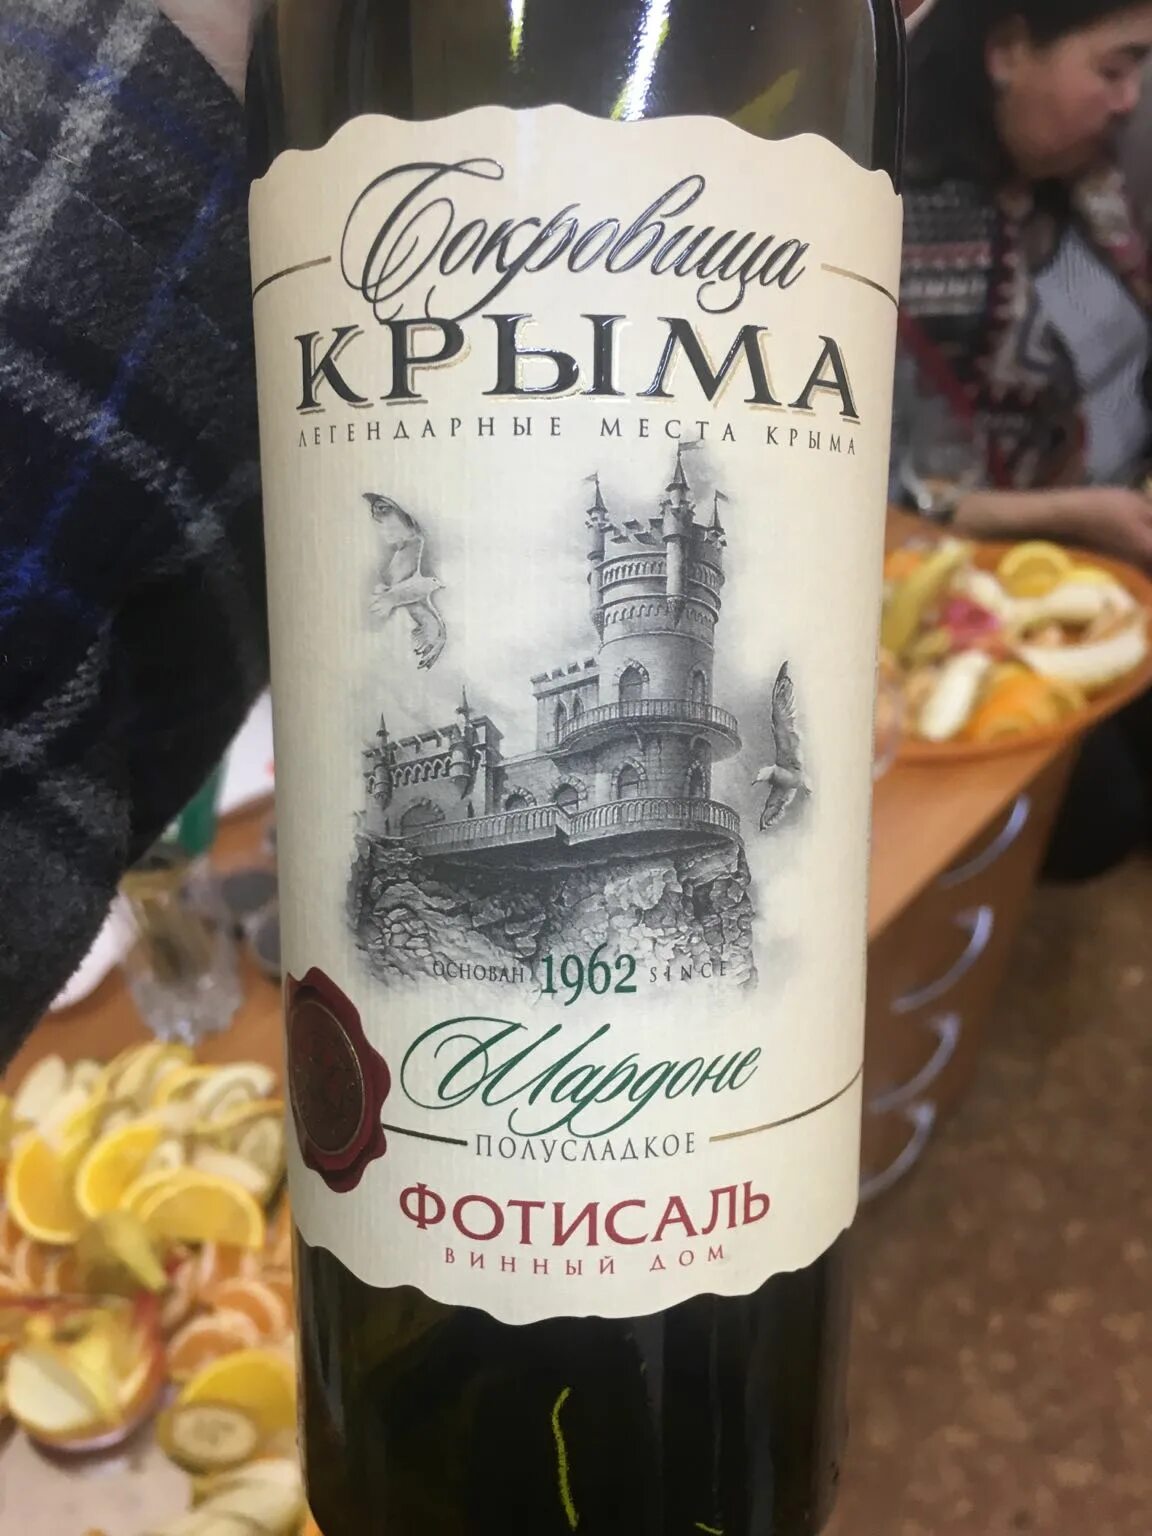 Сокровища
КРЫМА
ЛЕГЕНДАРНЫЕ МЕСТА КРЫМА
ОСНОВАН 1962 SINCE
Шардоне
ПОЛУСЛАДКОЕ
ФОТИСАЛЬ
ВИННЫЙ ДОМ